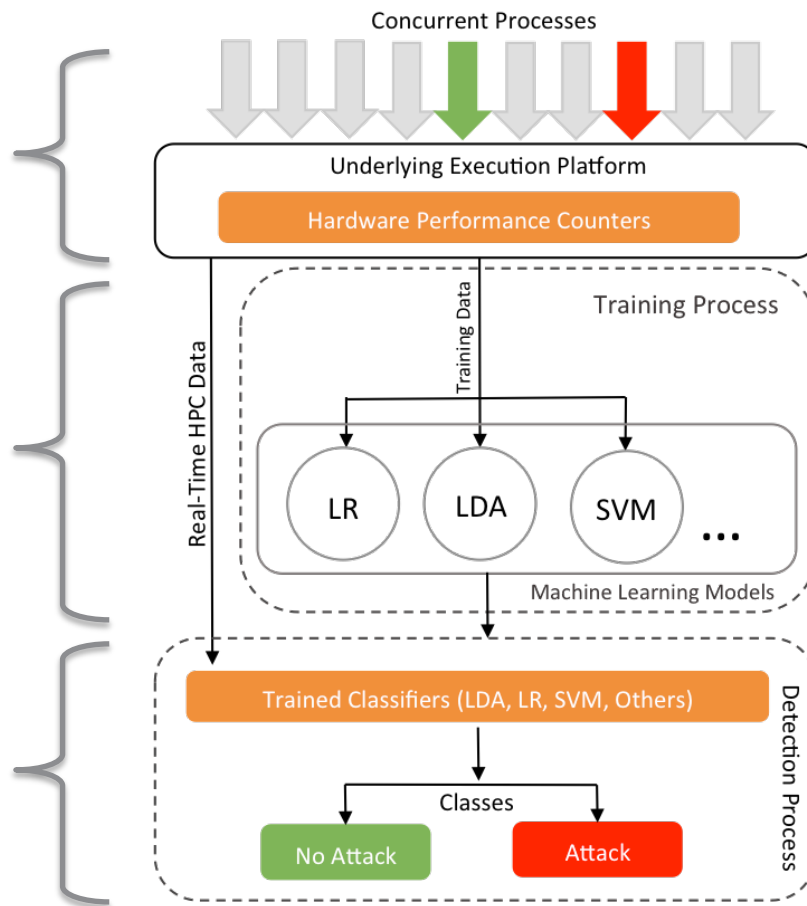 Concurrent Processes
Underlying Execution Platform
Hardware Performance Counters
Real-Time HPC Data
Training Data
Training Process
LR
LDA
SVM
...
Machine Learning Models
Trained Classifiers (LDA, LR, SVM, Others)
Classes
No Attack
Attack
Detection Process